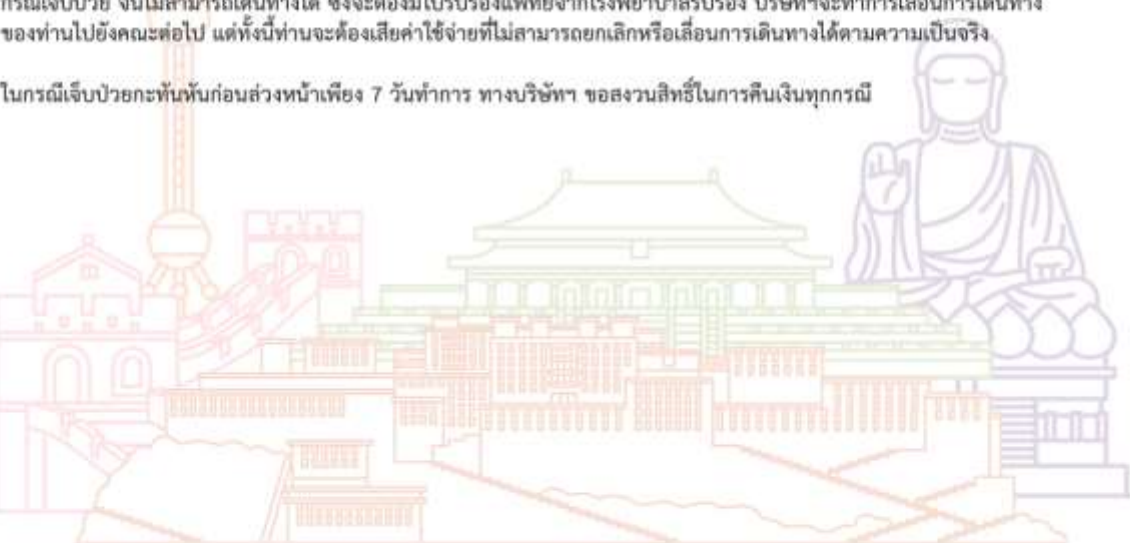 กรณีเจ็บป่วย จนไม่สามารถเดินทางได้ ซึ่งจะต้องมีใบรับรองแพทย์จากโรงพยาบาลรับรอง บริษัทฯจะทำการเลื่อนการเดินทาง
ของท่านไปยังคณะต่อไป แต่ทั้งนี้ท่านจะต้องเสียค่าใช้จ่ายที่ไม่สามารถยกเลิกหรือเลื่อนการเดินทางได้ตามความเป็นจริง
ในกรณีเจ็บป่วยกะทันหันก่อนล่วงหน้าเพียง 7 วันทำการ ทางบริษัทฯ ขอสงวนสิทธิ์ในการคืนเงินทุกกรณี